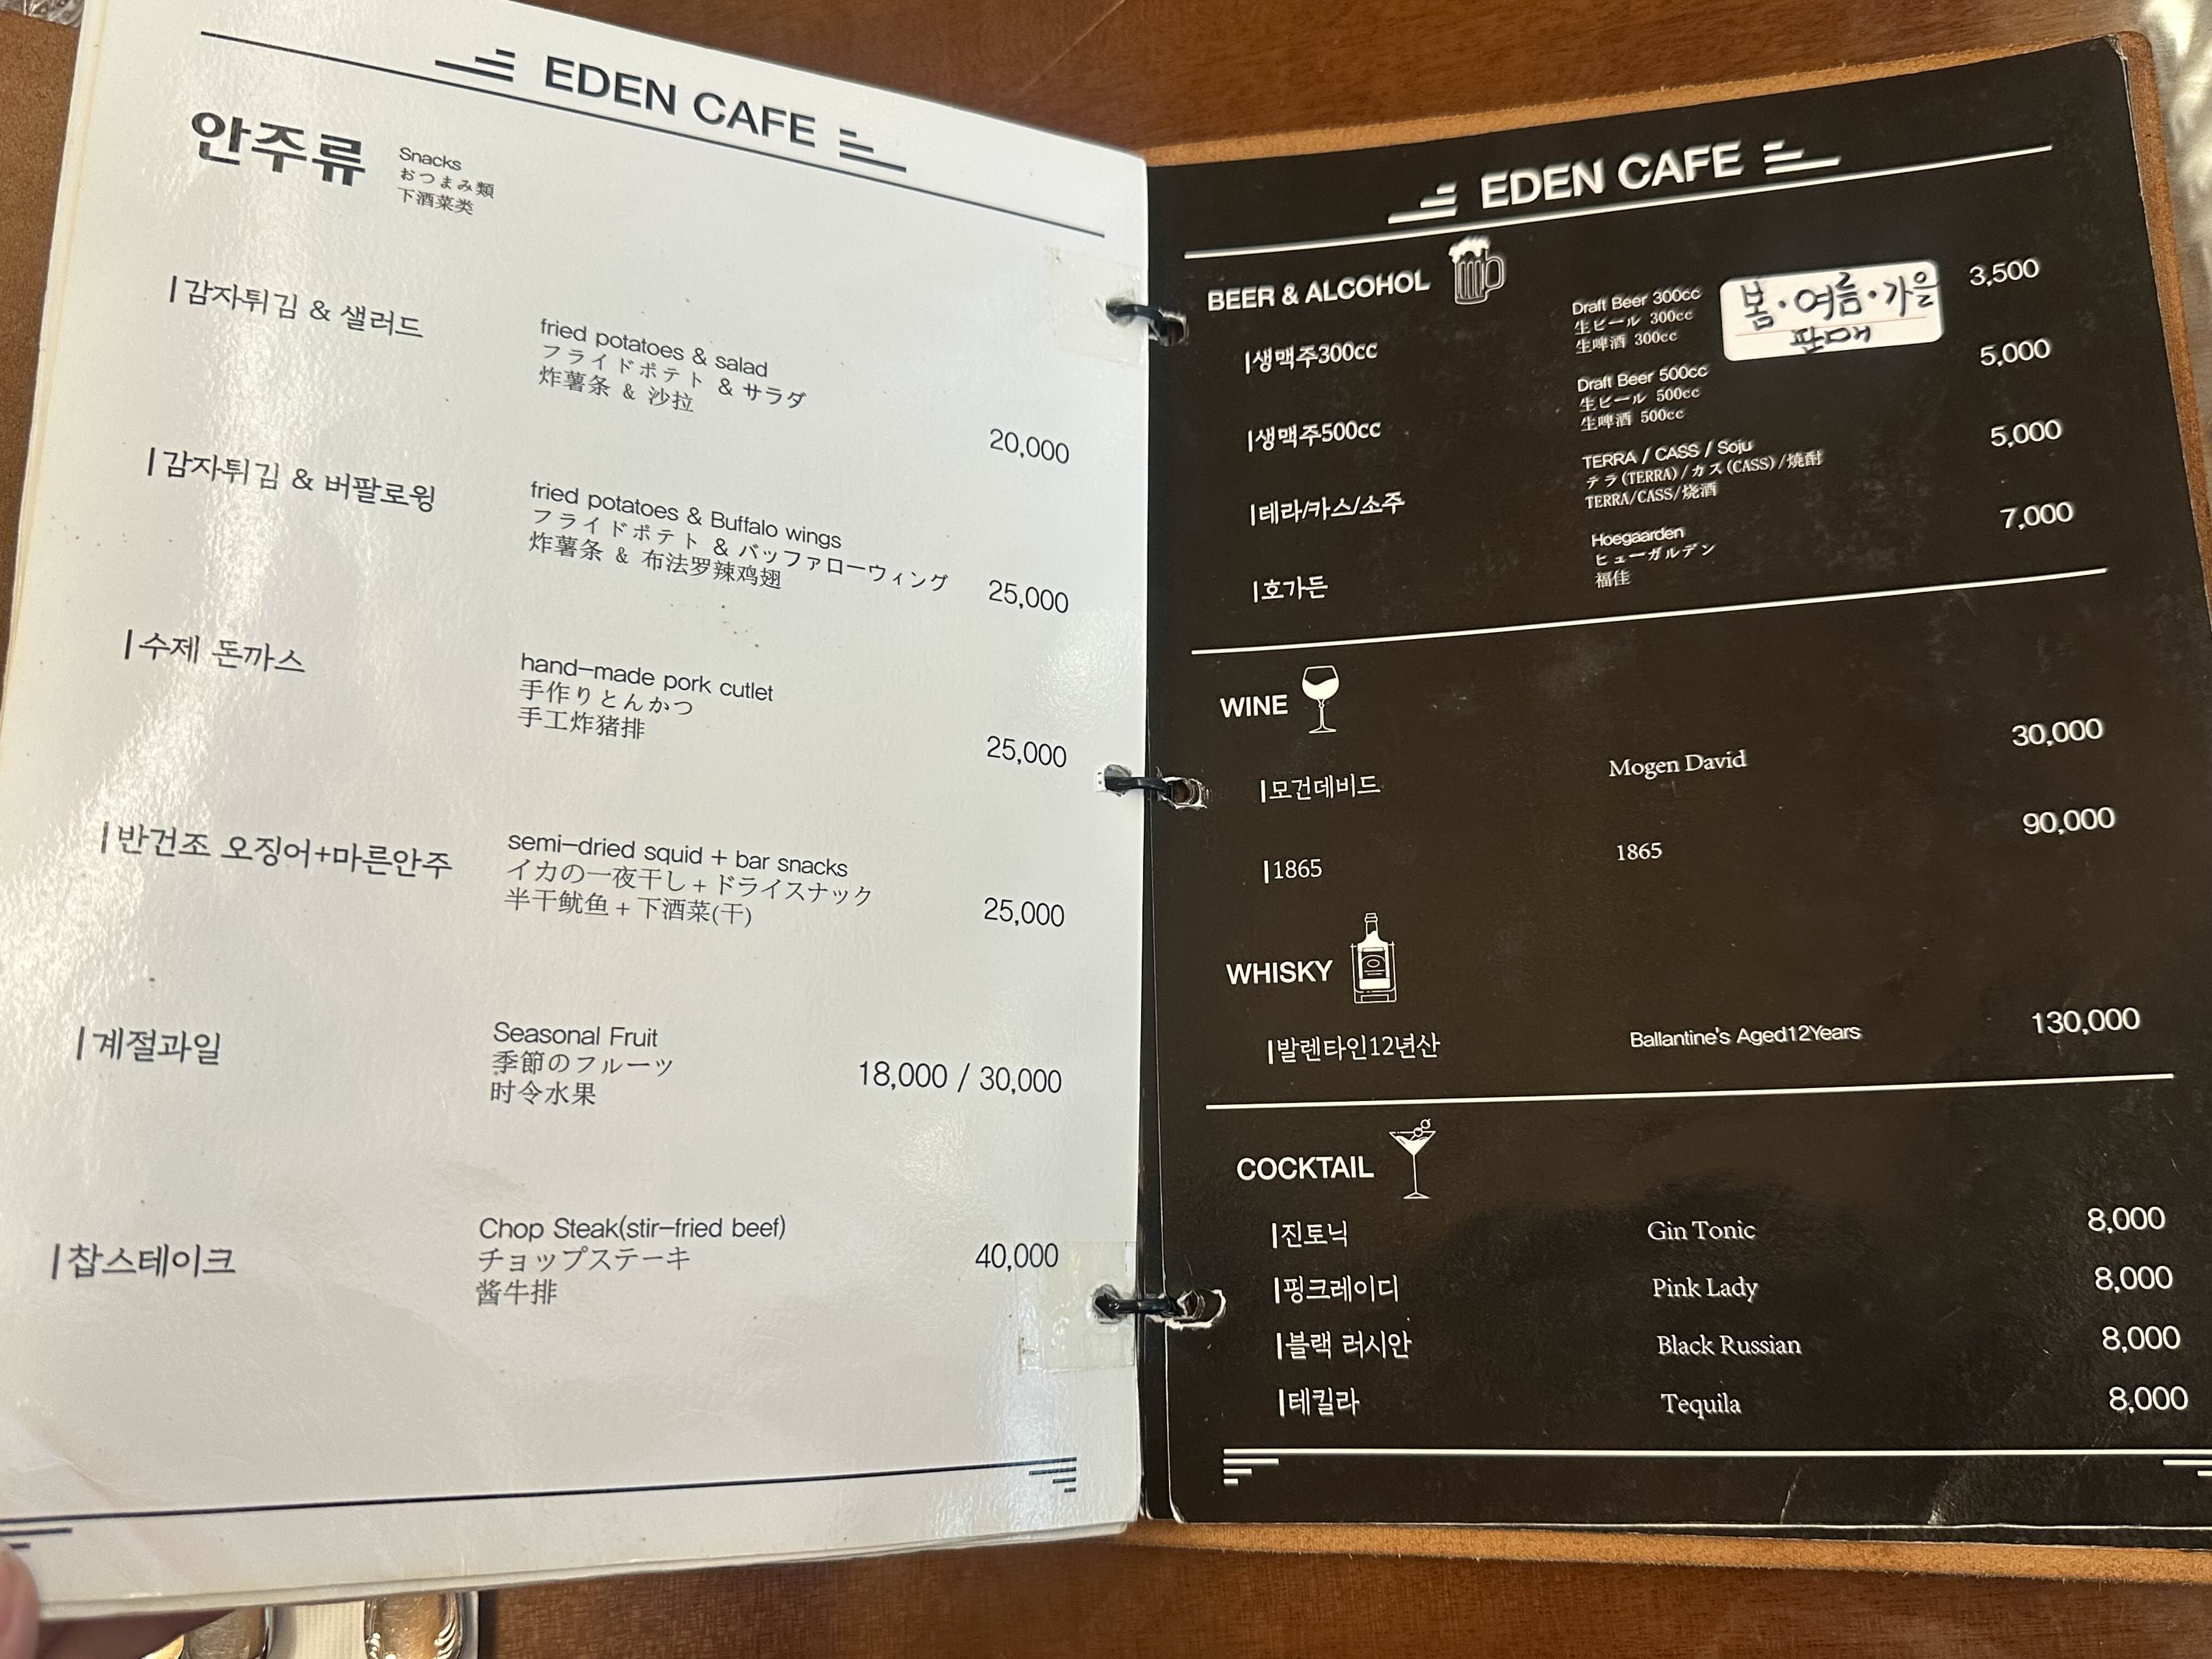 EDEN CAFE
안주류
Snacks
おつまみ類
下酒菜类
감자튀김 & 샐러드
fried potatoes & salad
フライドポテト & サラダ
炸薯条 & 沙拉
20,000
감자튀김 & 버팔로윙
fried potatoes & Buffalo wings
フライドポテト & バッファローウィング
炸薯条 & 布法罗辣鸡翅
25,000
수제 돈까스
hand-made pork cutlet
手作りとんかつ
手工炸猪排
25,000
반건조 오징어+마른안주
semi-dried squid + bar snacks
イカの一夜干し + ドライスナック
半干鱿鱼 + 下酒菜(干)
25,000
계절과일
Seasonal Fruit
季節のフルーツ
时令水果
18,000 / 30,000
찹스테이크
Chop Steak(stir-fried beef)
チョップステーキ
酱牛排
40,000
EDEN CAFE
BEER & ALCOHOL
생맥주300cc
Draft Beer 300cc
生ビール 300cc
生啤酒 300cc
봄·여름·가을
판매
3,500
생맥주500cc
Draft Beer 500cc
生ビール 500cc
生啤酒 500cc
5,000
테라/카스/소주
TERRA / CASS / Soju
テラ(TERRA)/カス(CASS)/焼酎
TERRA/CASS/烧酒
5,000
호가든
Hoegaarden
ヒューガルデン
福佳
7,000
WINE
모건데비드
Mogen David
30,000
1865
1865
90,000
WHISKY
발렌타인12년산
Ballantine's Aged12Years
130,000
COCKTAIL
진토닉
Gin Tonic
8,000
핑크레이디
Pink Lady
8,000
블랙 러시안
Black Russian
8,000
테킬라
Tequila
8,000